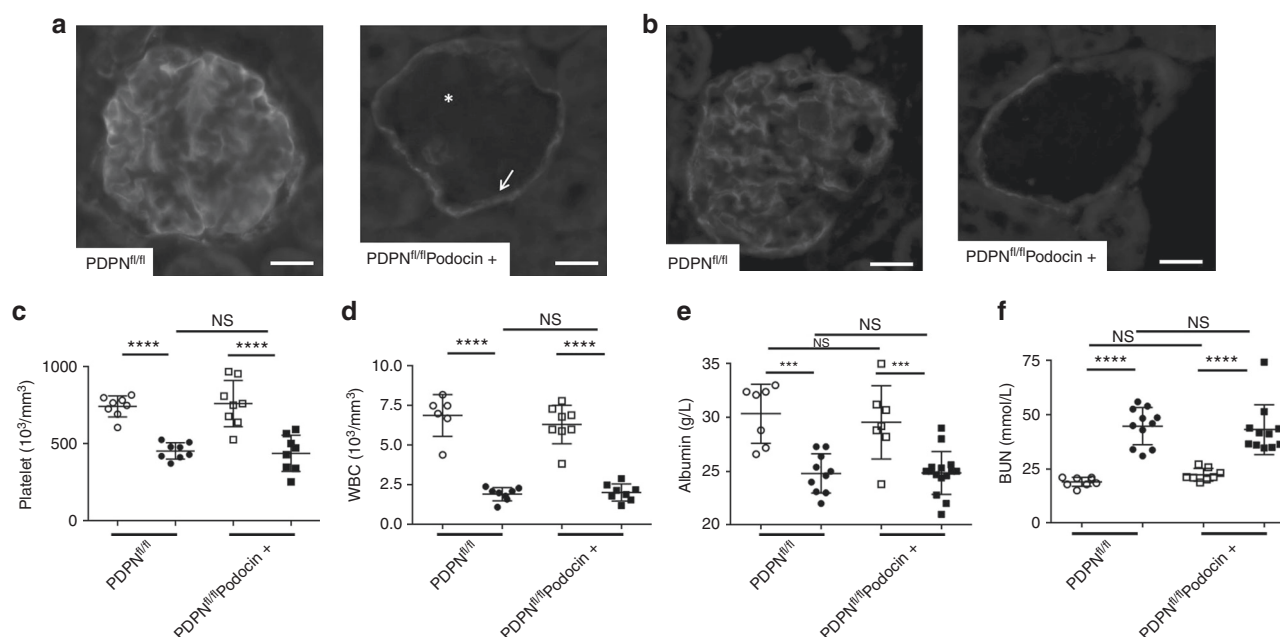 a
b
*
PDPNfl/fl
PDPNfl/flPodocin +
PDPNfl/fl
PDPNfl/flPodocin +
c
d
e
f
NS
****
****
1000
500
0
Platelet (10³/mm³)
PDPNfl/fl
PDPNfl/flPodocin +
NS
****
****
10.0
7.5
5.0
2.5
0.0
WBC (10³/mm³)
PDPNfl/fl
PDPNfl/flPodocin +
NS
NS
***
***
35
30
25
20
Albumin (g/L)
PDPNfl/fl
PDPNfl/flPodocin +
NS
NS
****
****
75
50
25
0
BUN (mmol/L)
PDPNfl/fl
PDPNfl/flPodocin +